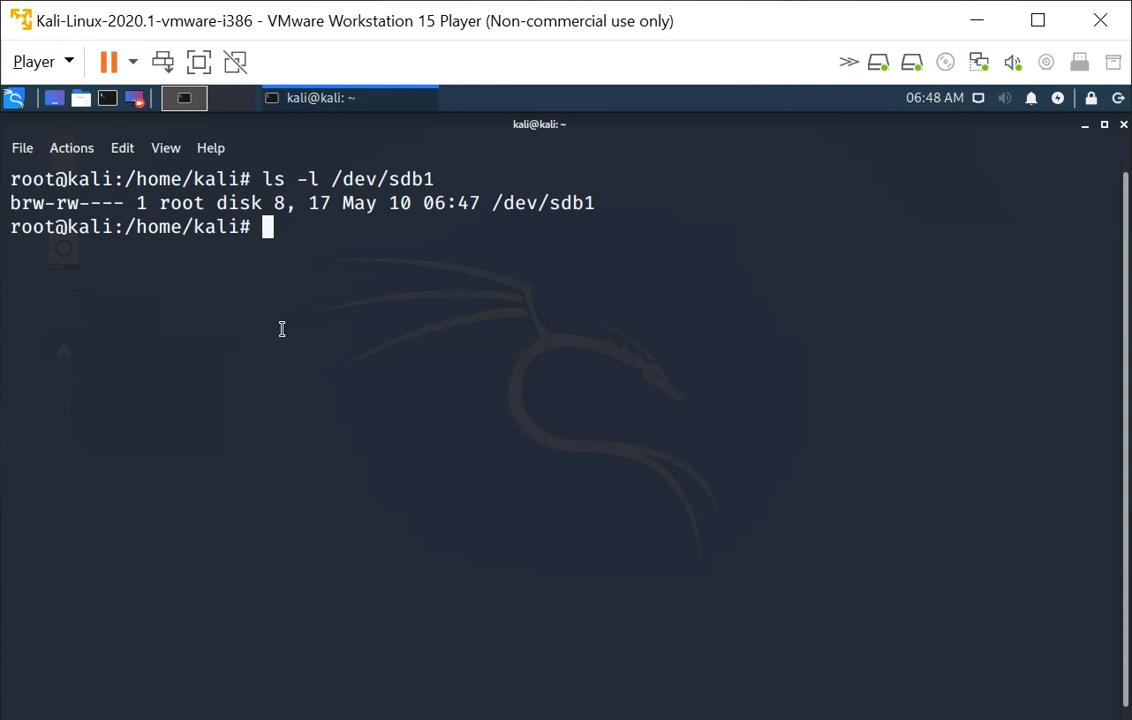 Kali-Linux-2020.1-vmware-i386 - VMware Workstation 15 Player (Non-commercial use only)
Player
kali@kali: ~
06:48 AM
kali@kali: ~
File Actions Edit View Help
root@kali:/home/kali# ls -l /dev/sdb1
brw-rw---- 1 root disk 8, 17 May 10 06:47 /dev/sdb1
root@kali:/home/kali#